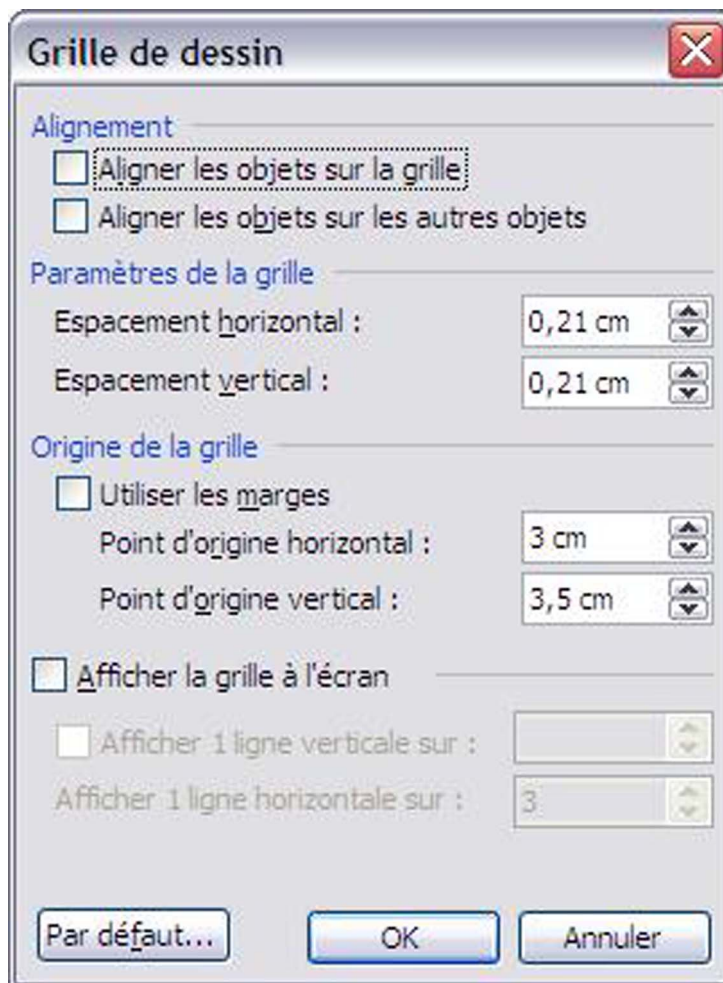 Grille de dessin
Alignement
Aligner les objets sur la grille
Aligner les objets sur les autres objets
Paramètres de la grille
Espacement horizontal : 0,21 cm
Espacement vertical : 0,21 cm
Origine de la grille
Utiliser les marges
Point d'origine horizontal : 3 cm
Point d'origine vertical : 3,5 cm
Afficher la grille à l'écran
Afficher 1 ligne verticale sur :
Afficher 1 ligne horizontale sur : 3
Par défaut... OK Annuler